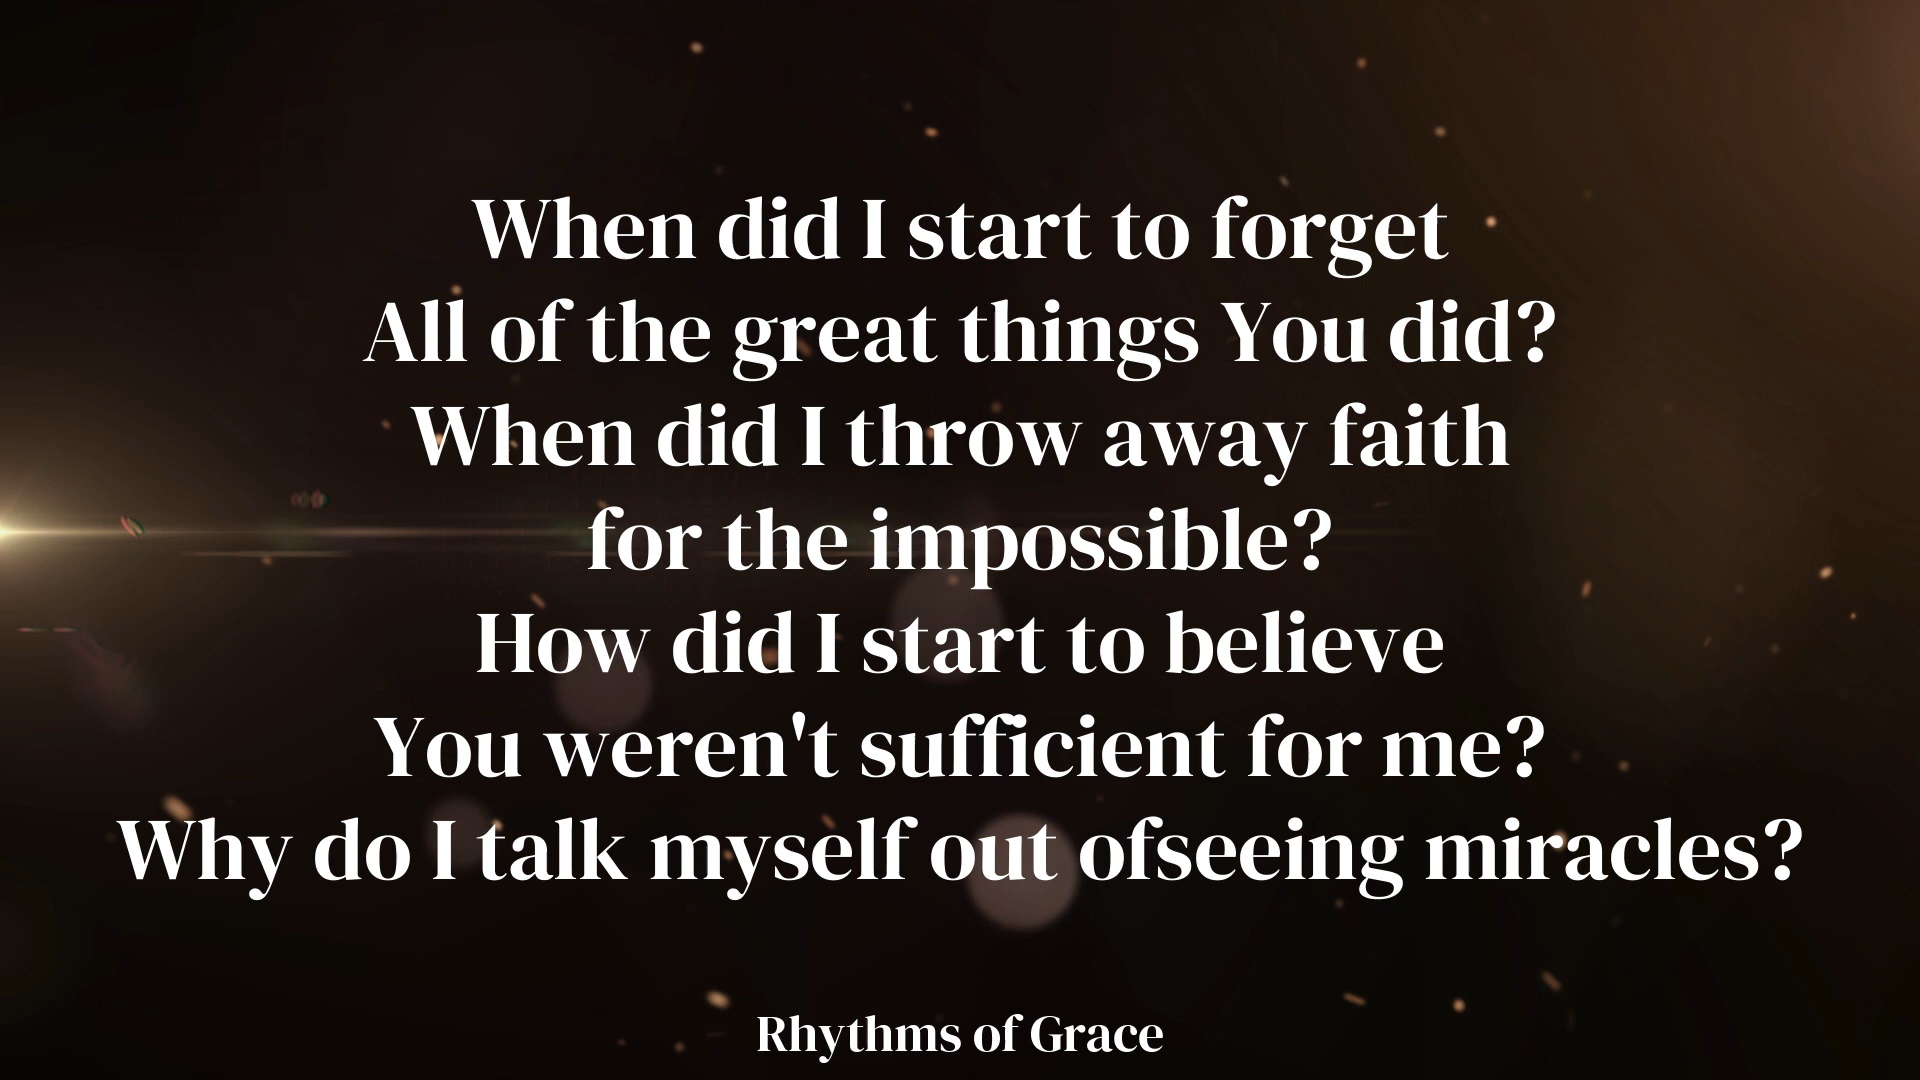 When did I start to forget
All of the great things You did?
When did I throw away faith
for the impossible?
How did I start to believe
You weren't sufficient for me?
Why do I talk myself out ofseeing miracles?
Rhythms of Grace